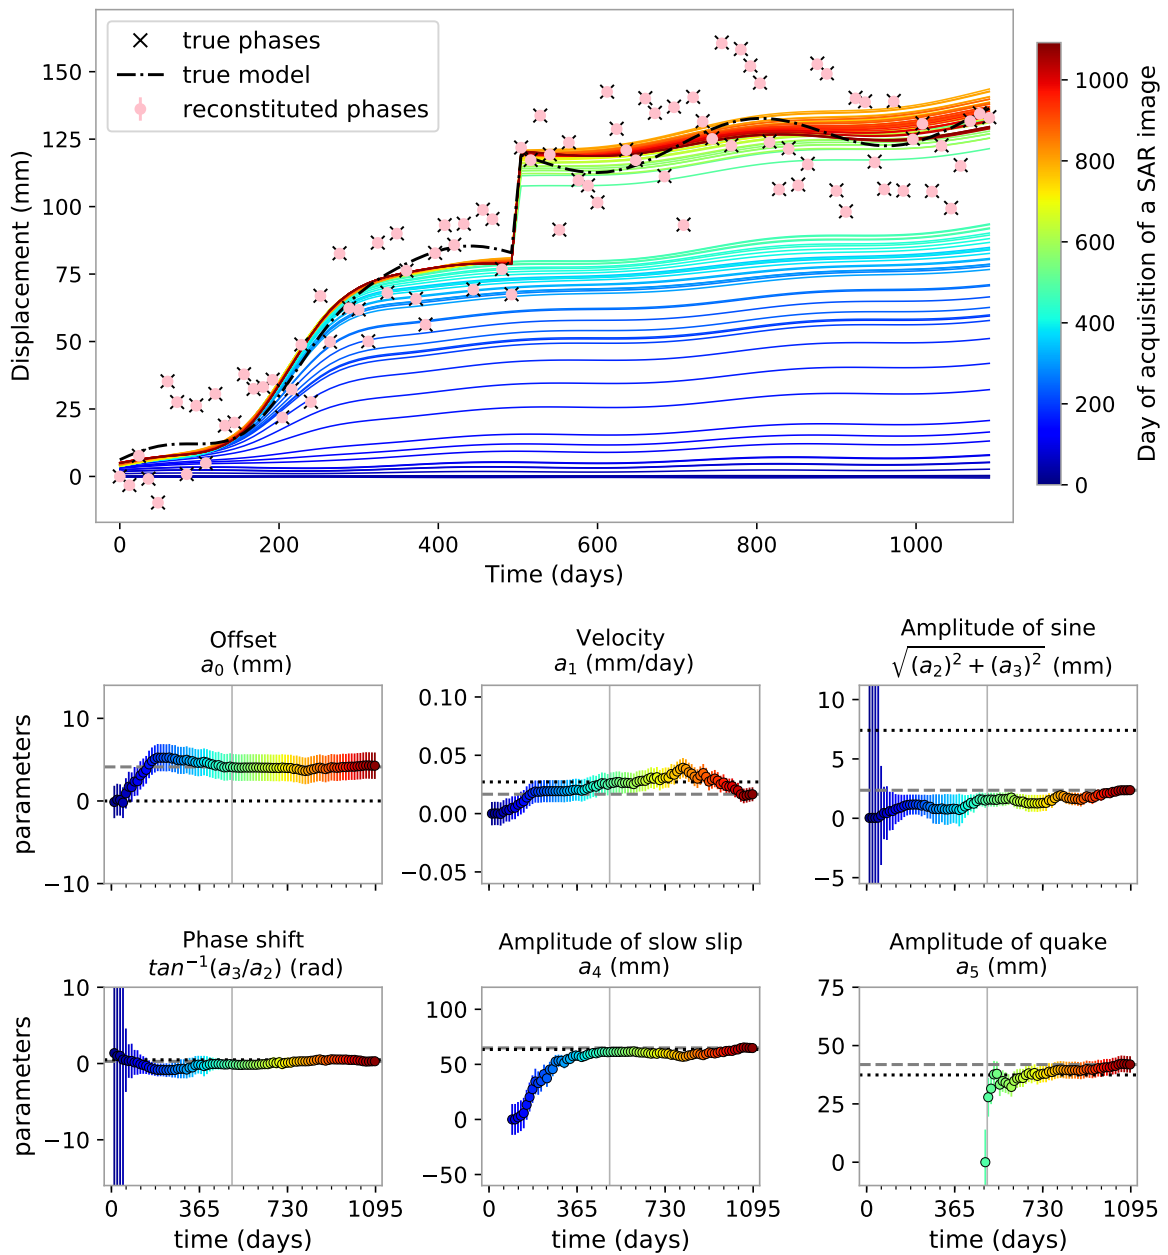 true phases
true model
reconstituted phases
Displacement (mm)
150
125
100
75
50
25
0
0 200 400 600 800 1000
Time (days)
1000
800
600
400
200
0
Day of acquisition of a SAR image
Offset
a₀ (mm)
Velocity
a₁ (mm/day)
Amplitude of sine
√((a₂)² + (a₃)²) (mm)
parameters
10
0
−10
0.10
0.05
0.00
−0.05
10
5
0
−5
Phase shift
tan⁻¹(a₃/a₂) (rad)
Amplitude of slow slip
a₄ (mm)
Amplitude of quake
a₅ (mm)
parameters
10
0
−10
100
50
0
−50
75
50
25
0
0 365 730 1095
0 365 730 1095
0 365 730 1095
time (days)
time (days)
time (days)